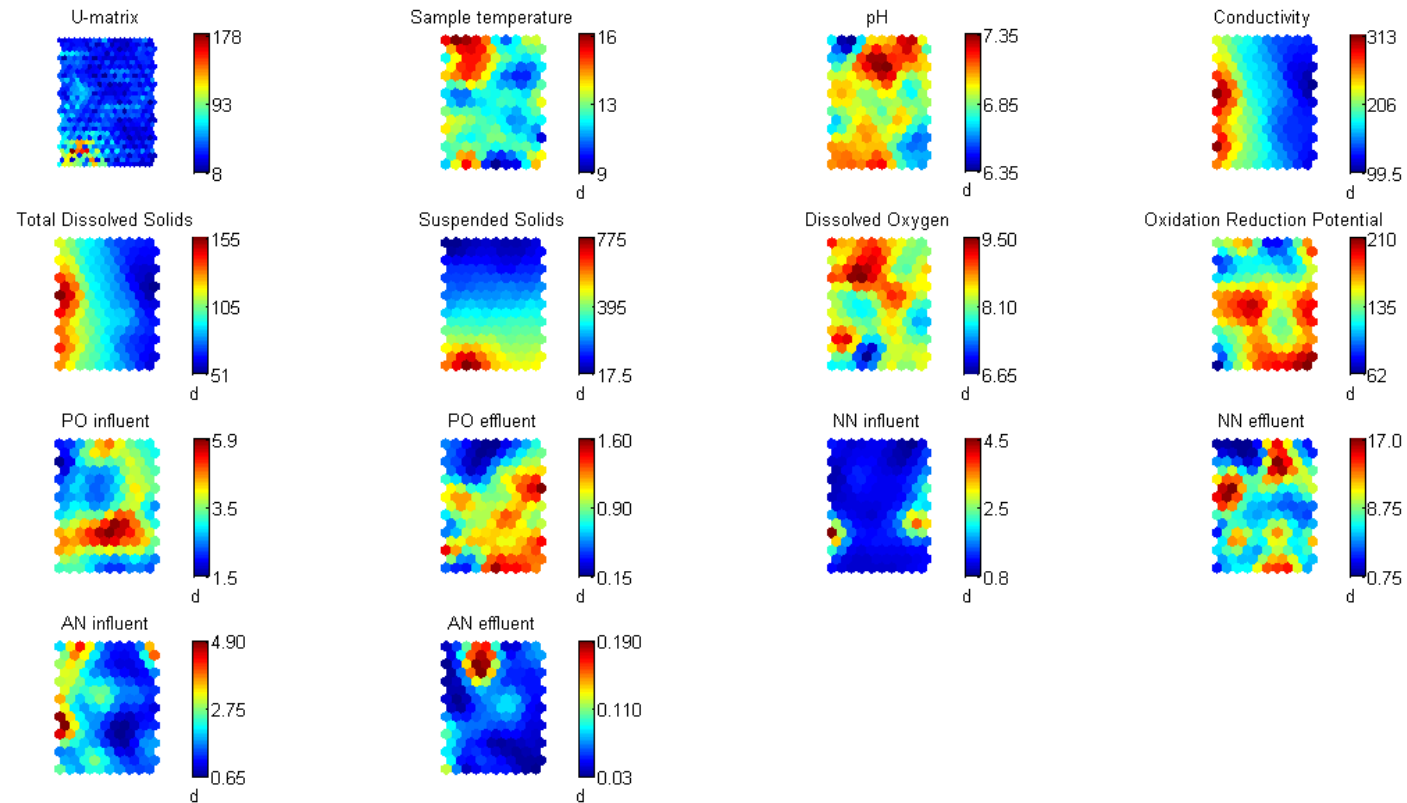 U-matrix
178
93
8
Sample temperature
16
13
9
d
pH
7.35
6.85
6.35
d
Conductivity
313
206
99.5
d
Total Dissolved Solids
155
105
51
d
Suspended Solids
775
395
17.5
d
Dissolved Oxygen
9.50
8.10
6.65
d
Oxidation Reduction Potential
210
135
62
d
PO influent
5.9
3.5
1.5
d
PO effluent
1.60
0.90
0.15
d
NN influent
4.5
2.5
0.8
d
NN effluent
17.0
8.75
0.75
d
AN influent
4.90
2.75
0.65
d
AN effluent
0.190
0.110
0.03
d